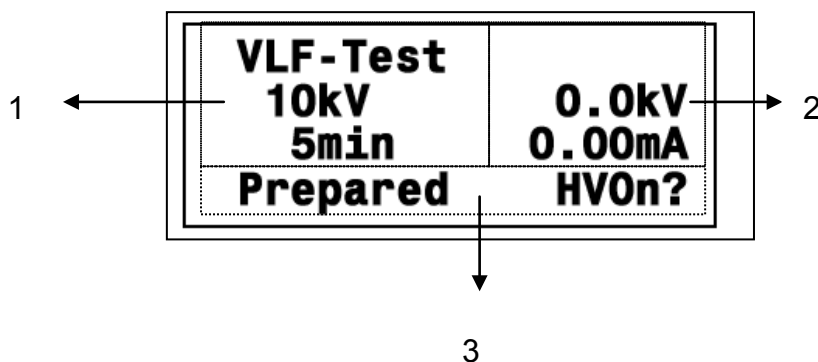 VLF-Test
1 10kV 0.0kV 2
5min 0.00mA
Prepared HVOn?
3